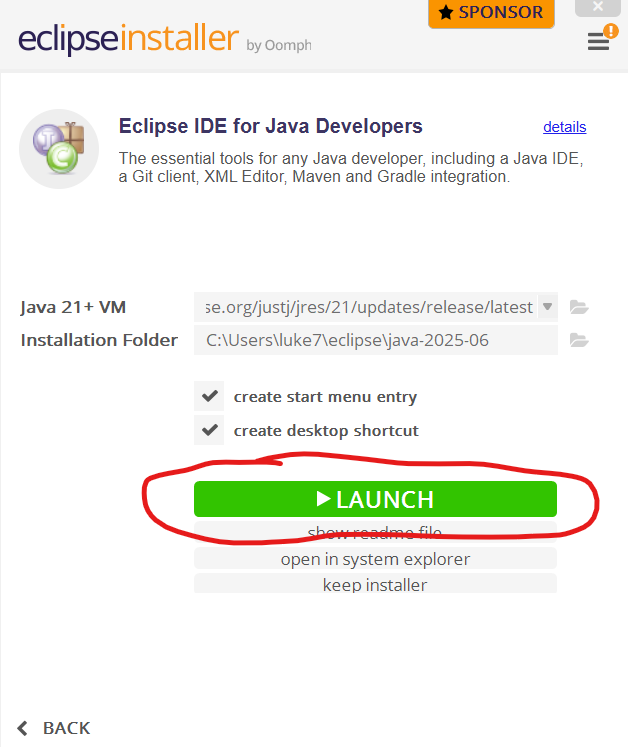 SPONSOR
eclipseinstaller by Oomph
Eclipse IDE for Java Developers
details
The essential tools for any Java developer, including a Java IDE,
a Git client, XML Editor, Maven and Gradle integration.
Java 21+ VM
se.org/justj/jres/21/updates/release/latest
Installation Folder
C:\Users\luke7\eclipse\java-2025-06
create start menu entry
create desktop shortcut
LAUNCH
show readme file
open in system explorer
keep installer
BACK